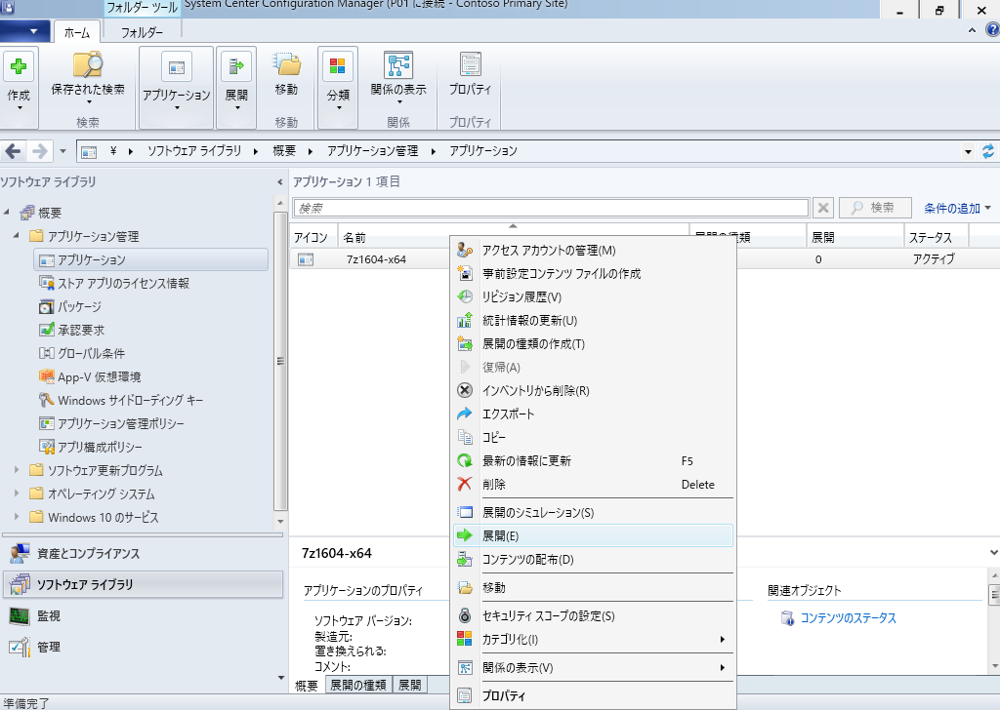 フォルダー ツール
System Center Configuration Manager (P01 に接続 - Contoso Primary Site)
ホーム
フォルダー
作成
保存された検索
アプリケーション
展開
移動
分類
関係の表示
プロパティ
検索
移動
関係
プロパティ
¥ ソフトウェア ライブラリ 概要 アプリケーション管理 アプリケーション
ソフトウェア ライブラリ
概要
アプリケーション管理
アプリケーション
ストア アプリのライセンス情報
パッケージ
承認要求
グローバル条件
App-V 仮想環境
Windows サイドローディング キー
アプリケーション管理ポリシー
アプリ構成ポリシー
ソフトウェア更新プログラム
オペレーティング システム
Windows 10 のサービス
資産とコンプライアンス
ソフトウェア ライブラリ
監視
管理
アプリケーション 1 項目
検索
検索
条件の追加
アイコン 名前 展開の種類 展開 ステータス
7z1604-x64 0 アクティブ
アクセス アカウントの管理(M)
事前設定コンテンツ ファイルの作成
リビジョン履歴(V)
統計情報の更新(U)
展開の種類の作成(T)
復帰(A)
インベントリから削除(R)
エクスポート
コピー
最新の情報に更新 F5
削除 Delete
展開のシミュレーション(S)
展開(E)
コンテンツの配布(D)
移動
セキュリティ スコープの設定(S)
カテゴリ化(I)
関係の表示(V)
プロパティ
7z1604-x64
アプリケーションのプロパティ
ソフトウェア バージョン:
製造元:
置き換えられる:
コメント:
関連オブジェクト
コンテンツのステータス
概要 展開の種類 展開
準備完了